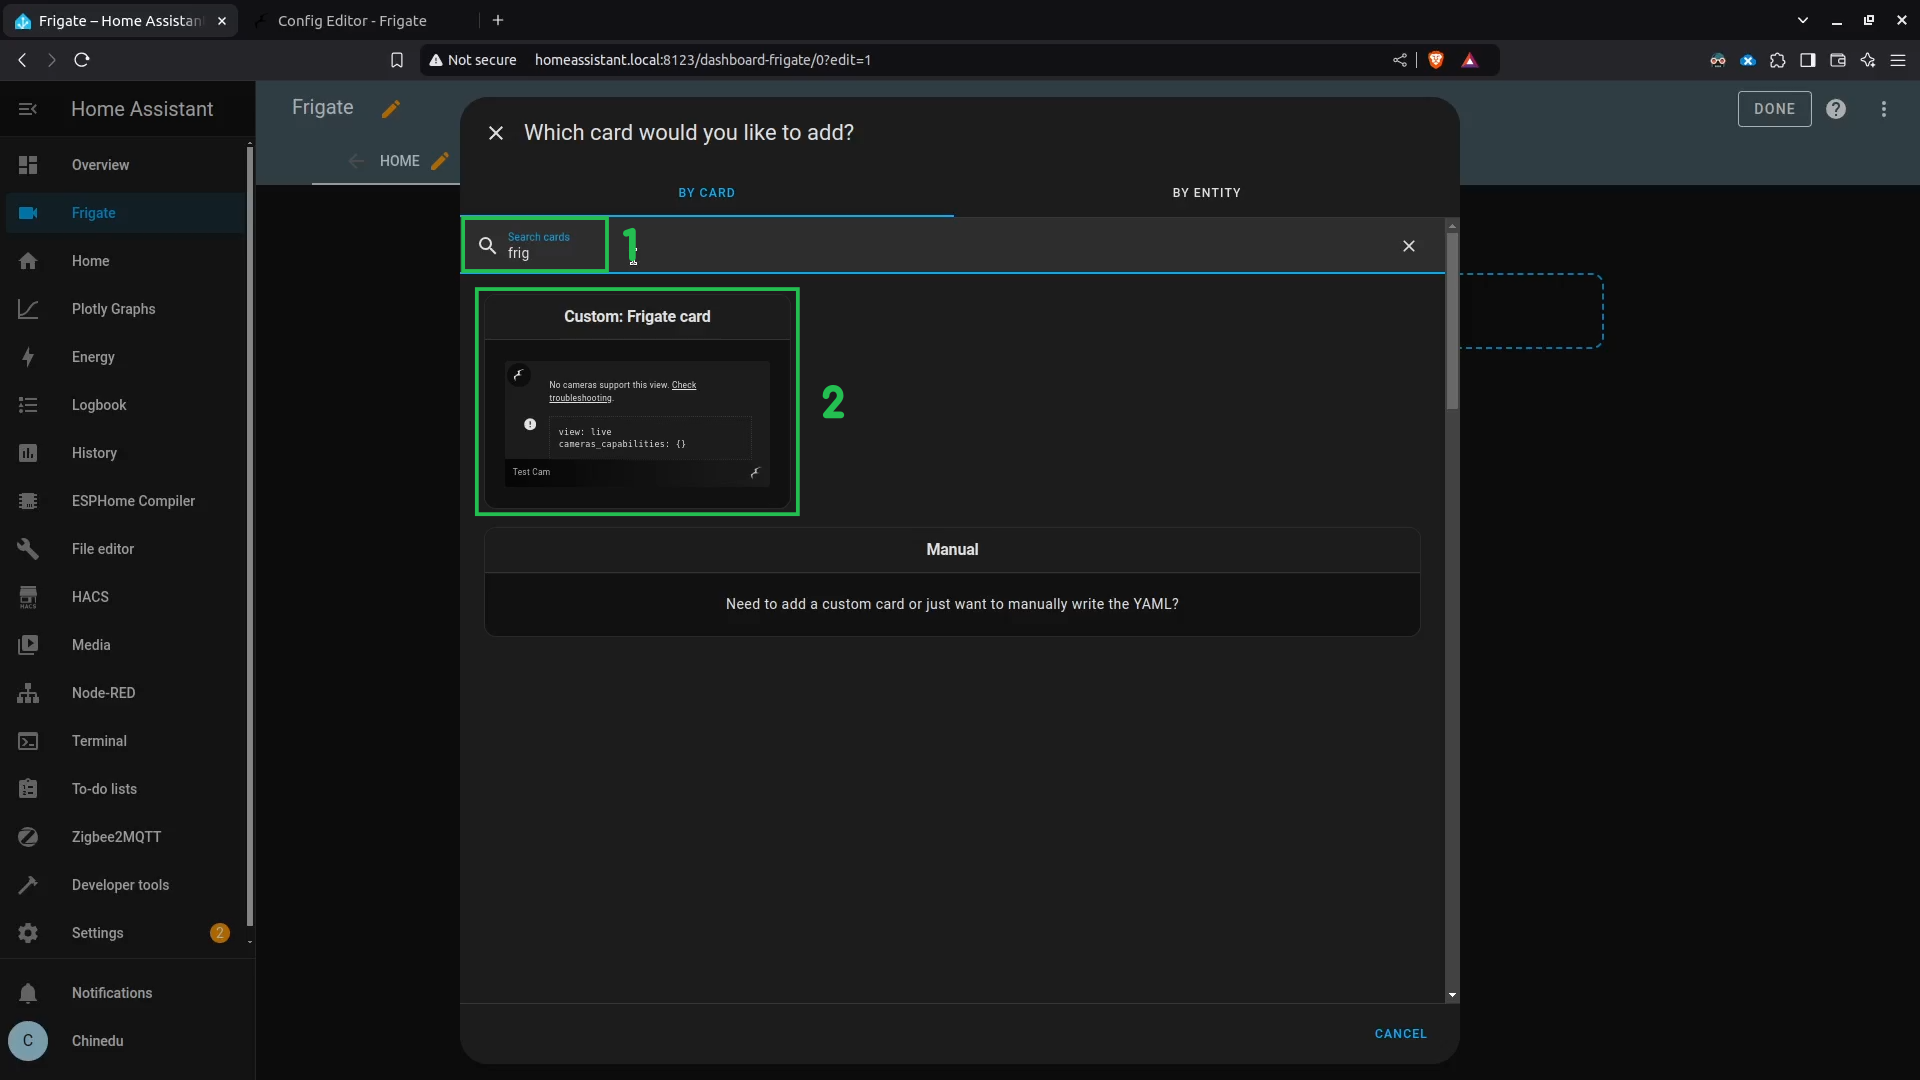 Frigate – Home Assistan
Config Editor - Frigate
Not secure
homeassistant.local:8123/dashboard-frigate/0?edit=1
Home Assistant
Overview
Frigate
Home
Plotly Graphs
Energy
Logbook
History
ESPHome Compiler
File editor
HACS
HACS
Media
Node-RED
Terminal
To-do lists
Zigbee2MQTT
Developer tools
Settings
2
Notifications
C
Chinedu
Frigate
HOME
DONE
Which card would you like to add?
BY CARD
BY ENTITY
Search cards
frig
1
Custom: Frigate card
No cameras support this view. Check
troubleshooting.
view: live
cameras_capabilities: {}
Test Cam
2
Manual
Need to add a custom card or just want to manually write the YAML?
CANCEL